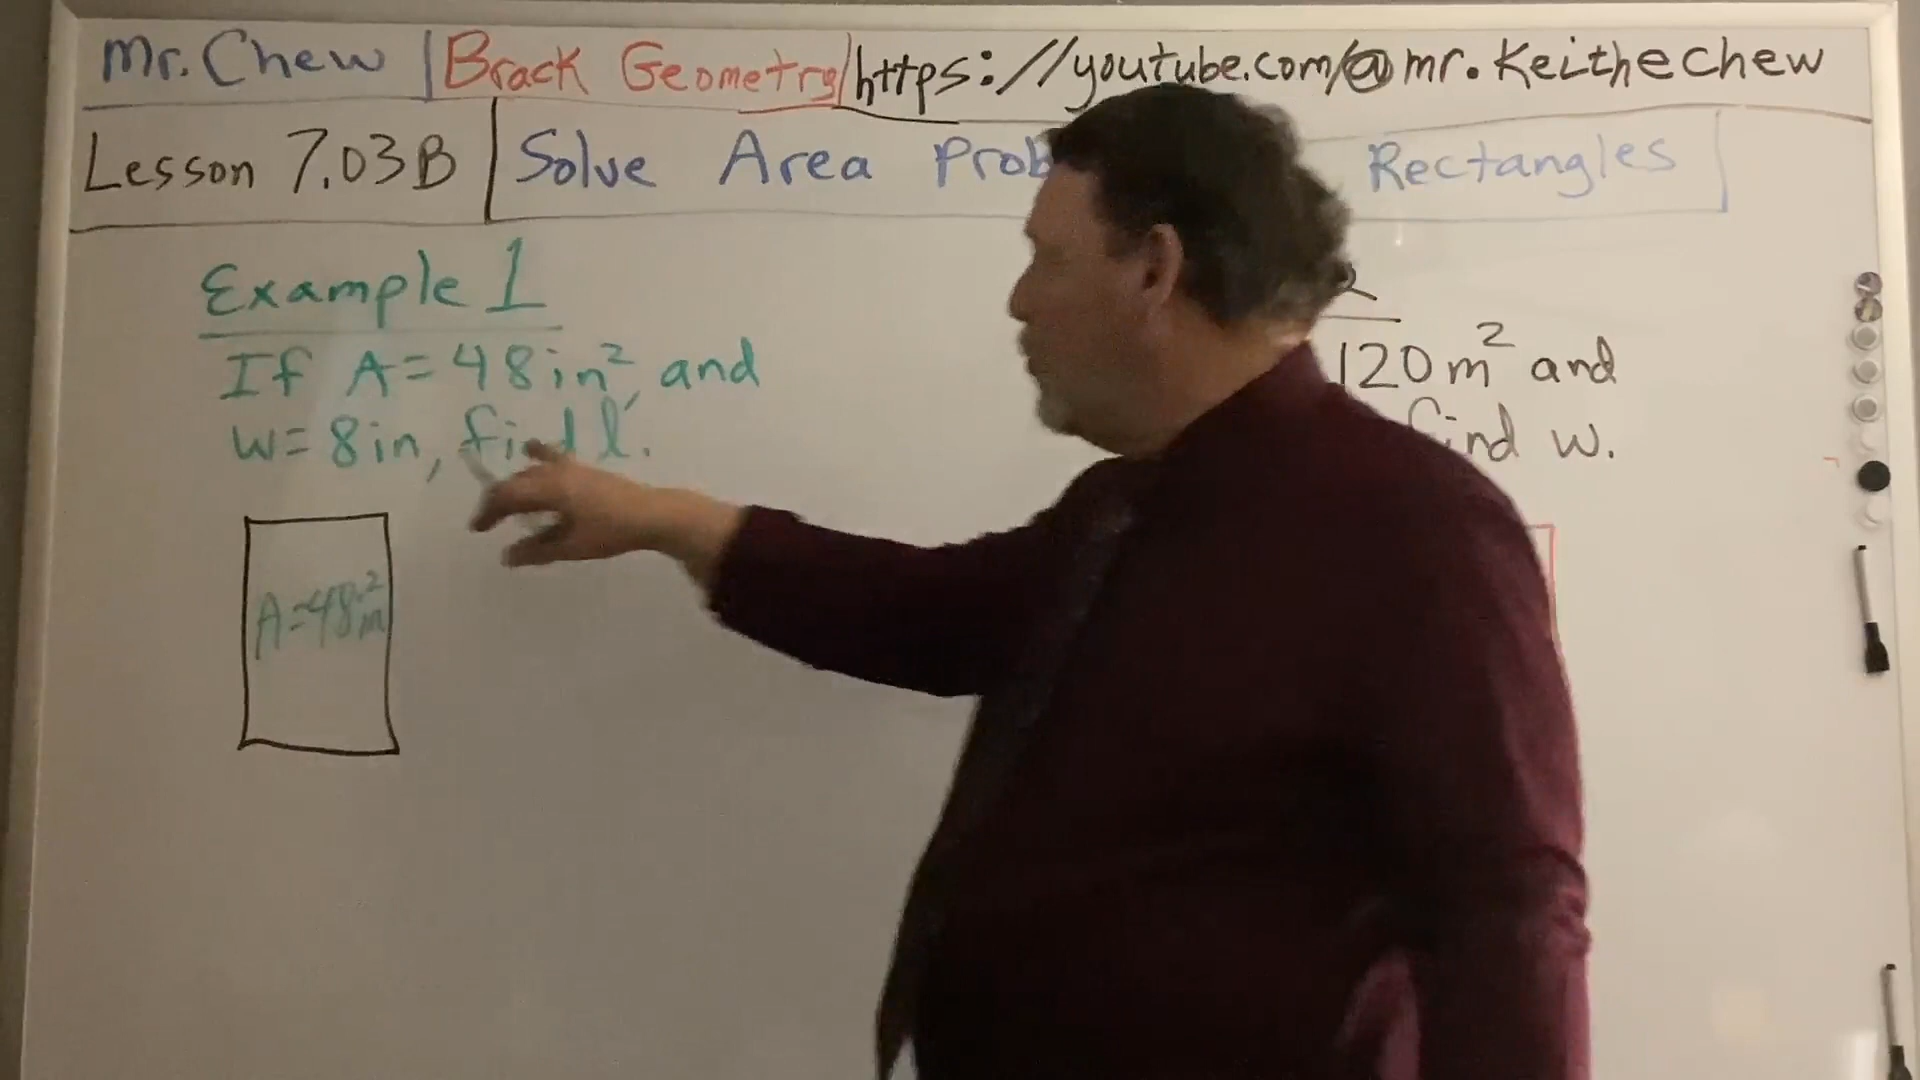 Mr. Chew | Brack Geometry | https://youtube.com/@mr.keithechew
Lesson 7.03B | Solve Area Rectangles
Example 1
If A=48in², and
w=8in, find l.
A=48in²
120m² and
find w.